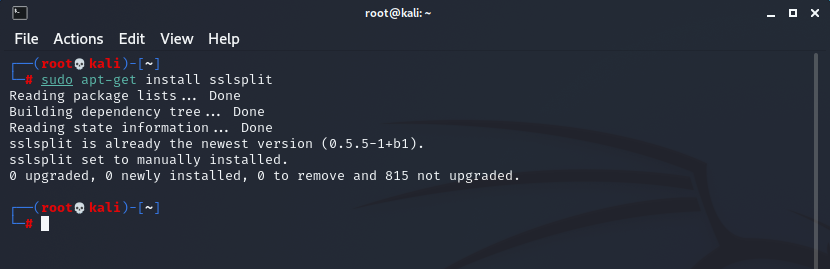 root@kali: ~
File Actions Edit View Help
┌──(root💀kali)-[~]
└─# sudo apt-get install sslsplit
Reading package lists... Done
Building dependency tree... Done
Reading state information... Done
sslsplit is already the newest version (0.5.5-1+b1).
sslsplit set to manually installed.
0 upgraded, 0 newly installed, 0 to remove and 815 not upgraded.
┌──(root💀kali)-[~]
└─#